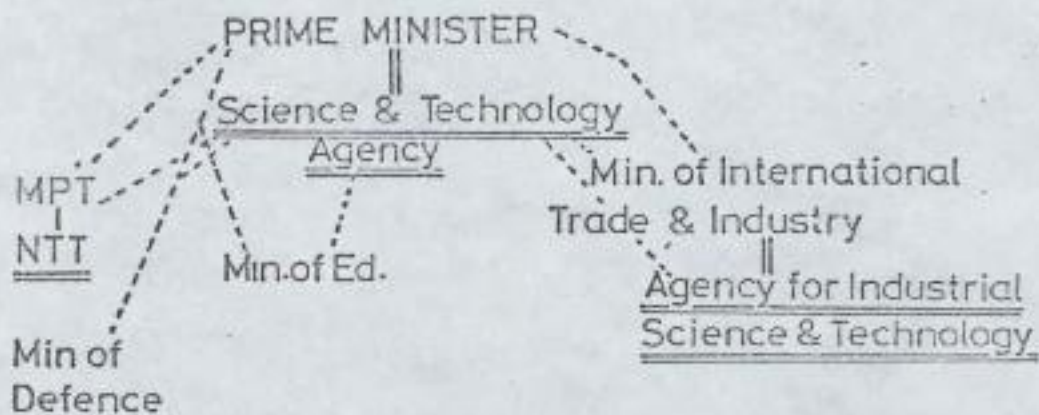 PRIME MINISTER
Science & Technology
Agency
MPT
NTT
Min. of International
Trade & Industry
Min.of Ed.
Agency for Industrial
Science & Technology
Min of
Defence